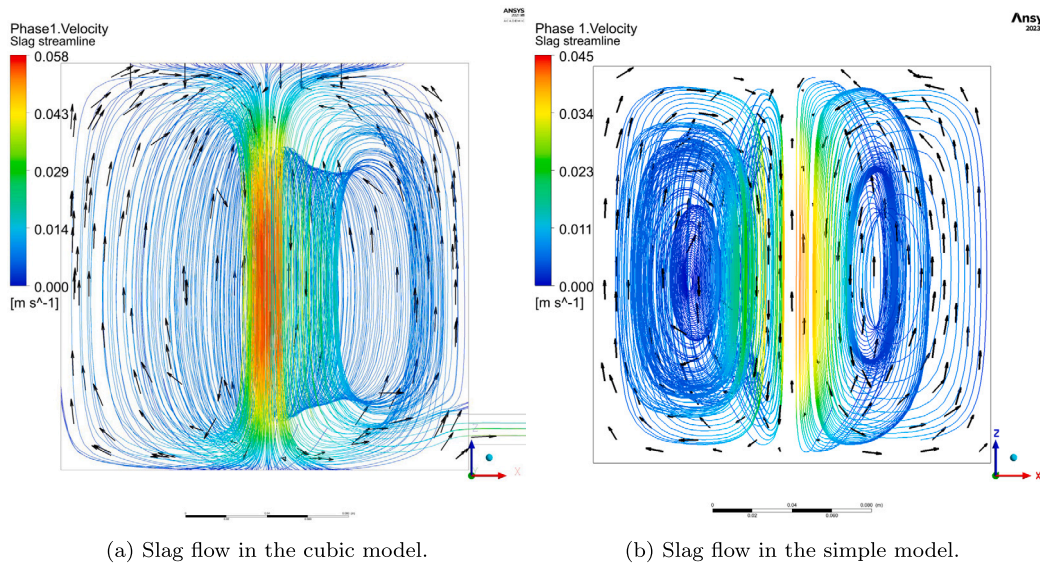 Phase1.Velocity
Slag streamline
0.058
0.043
0.029
0.014
0.000
[m s^-1]
ANSYS
Z
X
(a) Slag flow in the cubic model.
Phase1.Velocity
Slag streamline
0.045
0.034
0.023
0.011
0.000
[m s^-1]
Ansys
2023
Z
X
0 0.04 0.080 (m)
0.02 0.060
(b) Slag flow in the simple model.